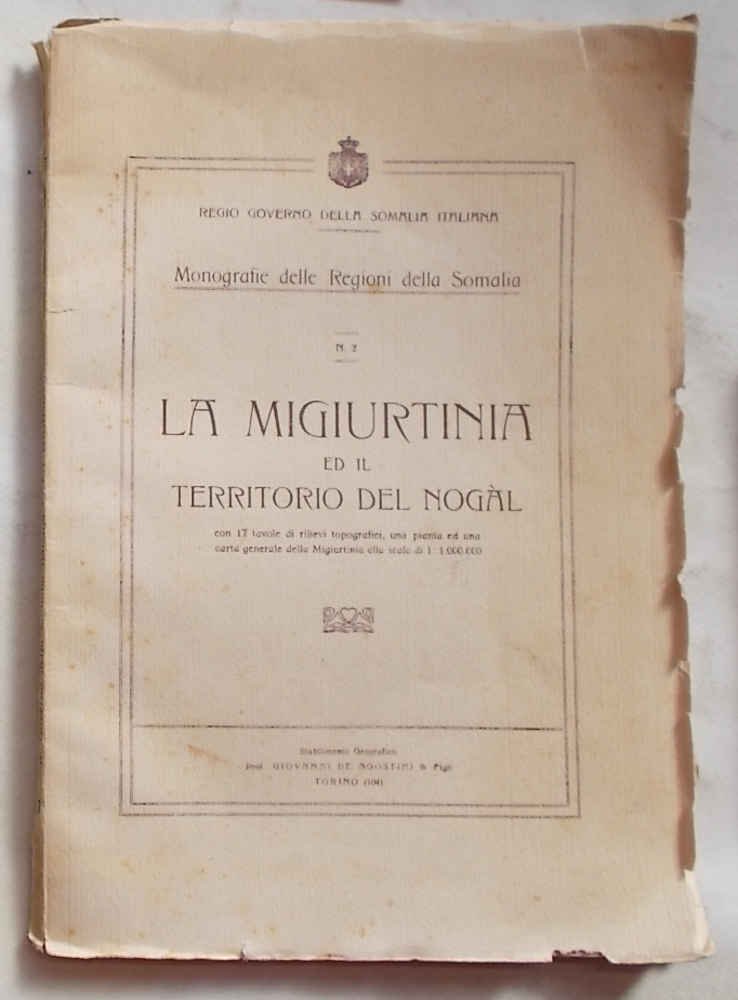 REGIO GOVERNO DELLA SOMALIA ITALIANA
Monografie delle Regioni della Somalia
N. 2
LA MIGIURTINIA
ED IL
TERRITORIO DEL NOGÀL
con 17 tavole di rilievi topografici, una pianta ed una
carta generale della Migiurtinia alla scala di 1:1.000.000
Stabilimento Geografico
Prof. GIOVANNI DE AGOSTINI & Figli
TORINO